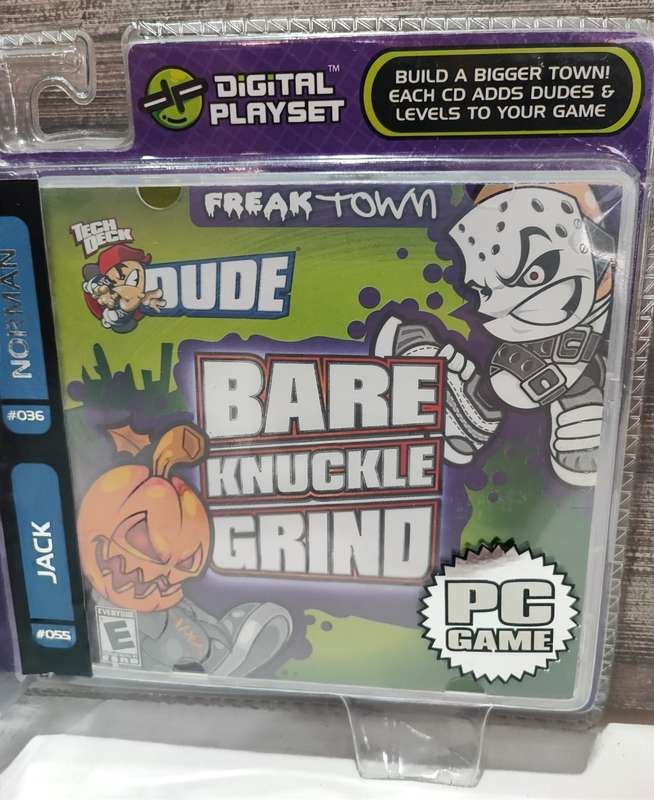 DiGiTAL™
PLAYSET
BUILD A BIGGER TOWN!
EACH CD ADDS DUDES &
LEVELS TO YOUR GAME
FREAK TOWN
TECH
DECK
DUDE
BARE
KNUCKLE
GRIND
NORMAN
#036
JACK
#055
EVERYONE
E
PC
GAME